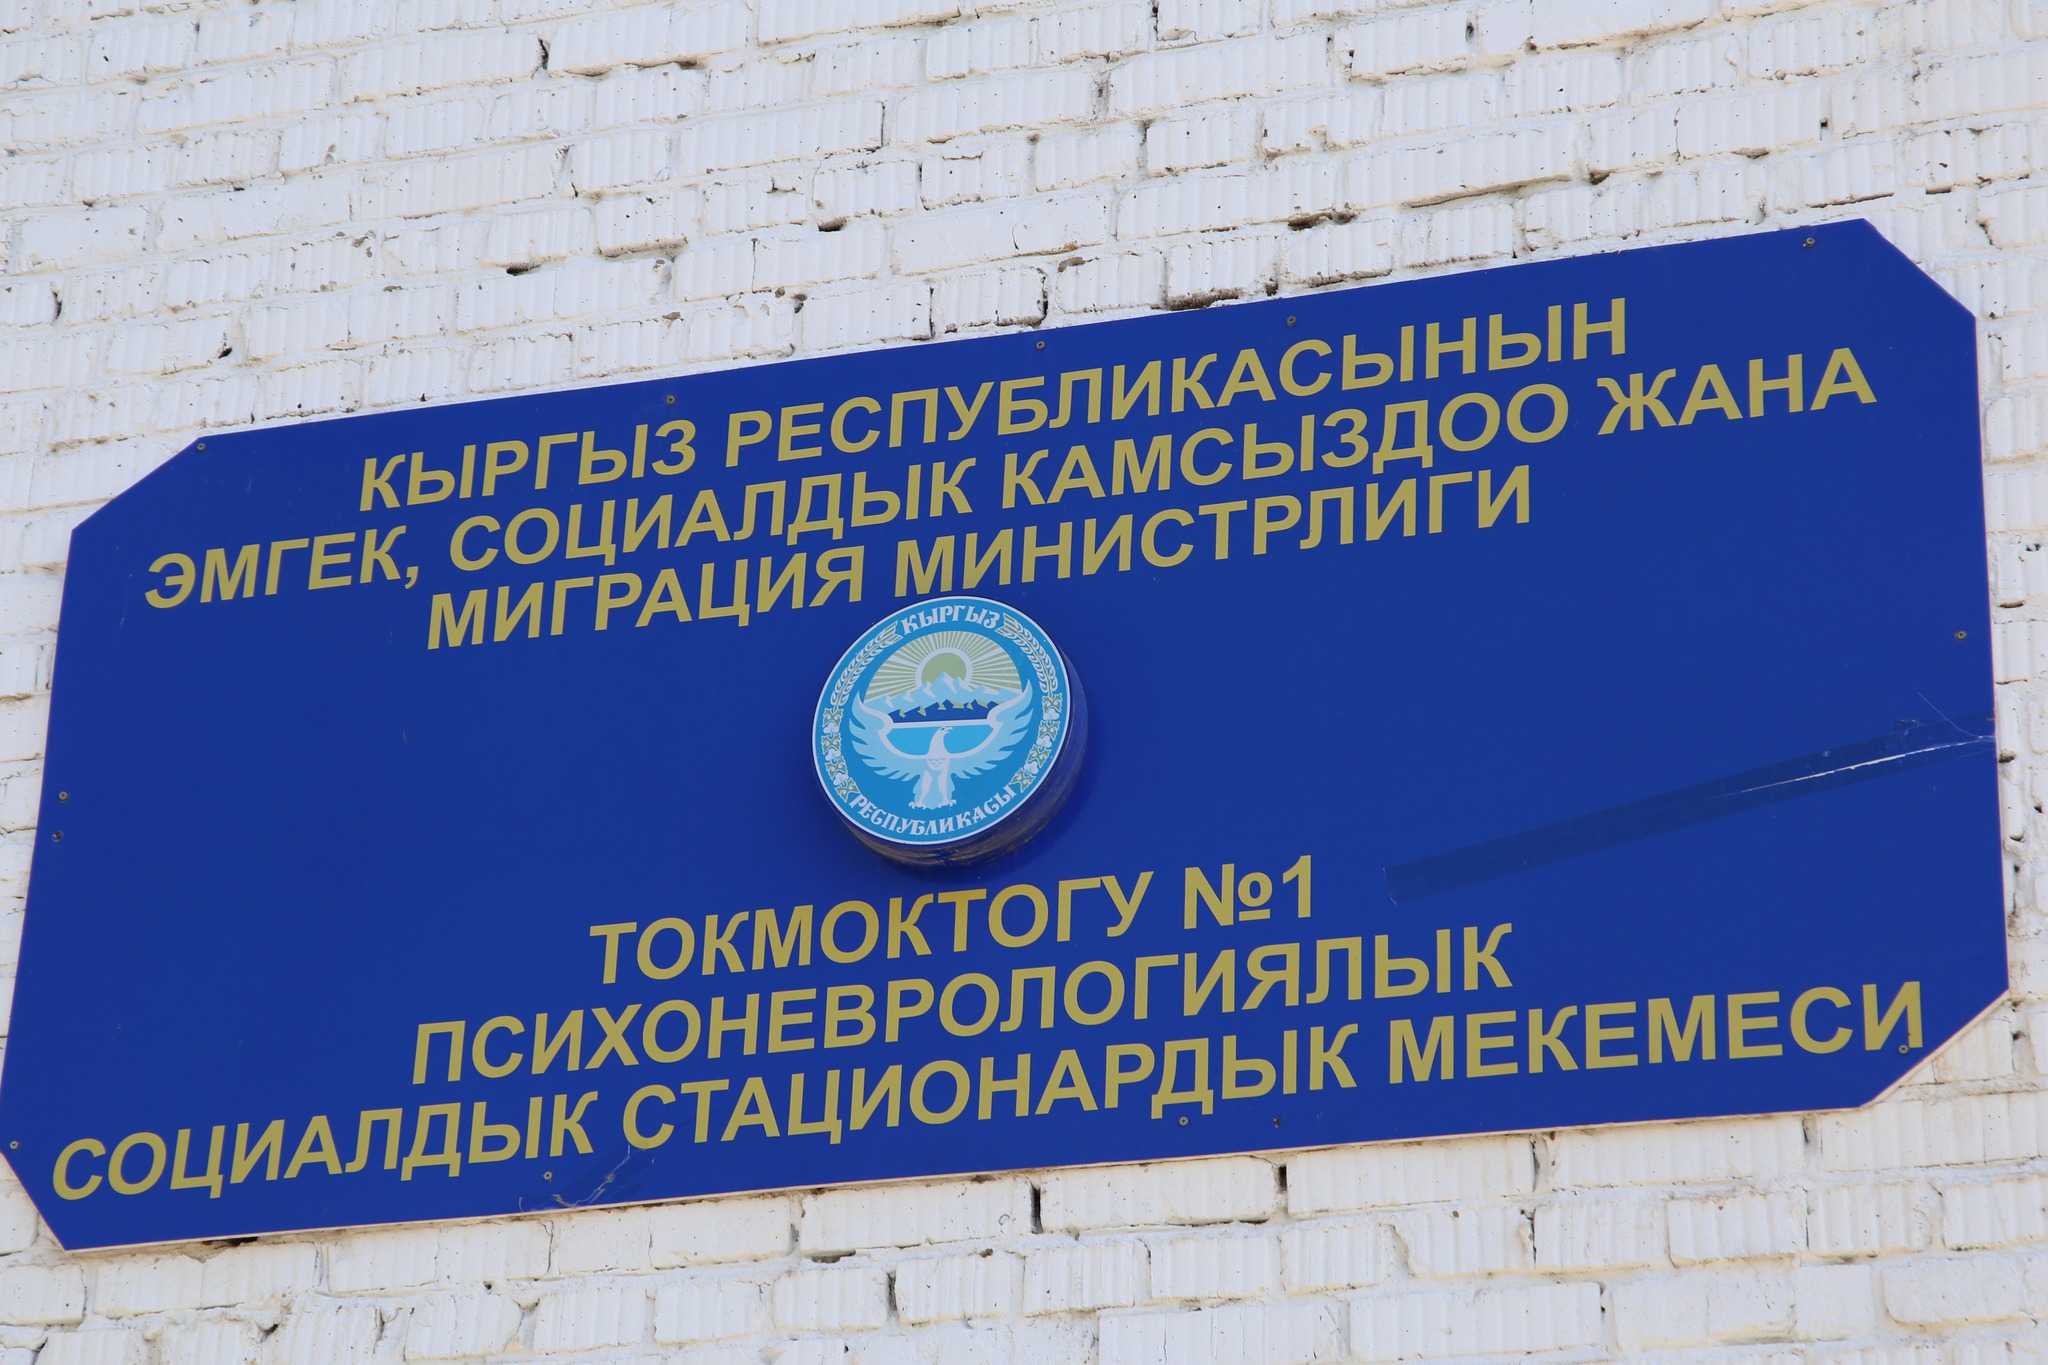 КЫРГЫЗ РЕСПУБЛИКАСЫНЫН
ЭМГЕК, СОЦИАЛДЫК КАМСЫЗДОО ЖАНА
МИГРАЦИЯ МИНИСТРЛИГИ
КЫРГЫЗ
РЕСПУБЛИКАСЫ
ТОКМОКТОГУ №1
ПСИХОНЕВРОЛОГИЯЛЫК
СОЦИАЛДЫК СТАЦИОНАРДЫК МЕКЕМЕСИ